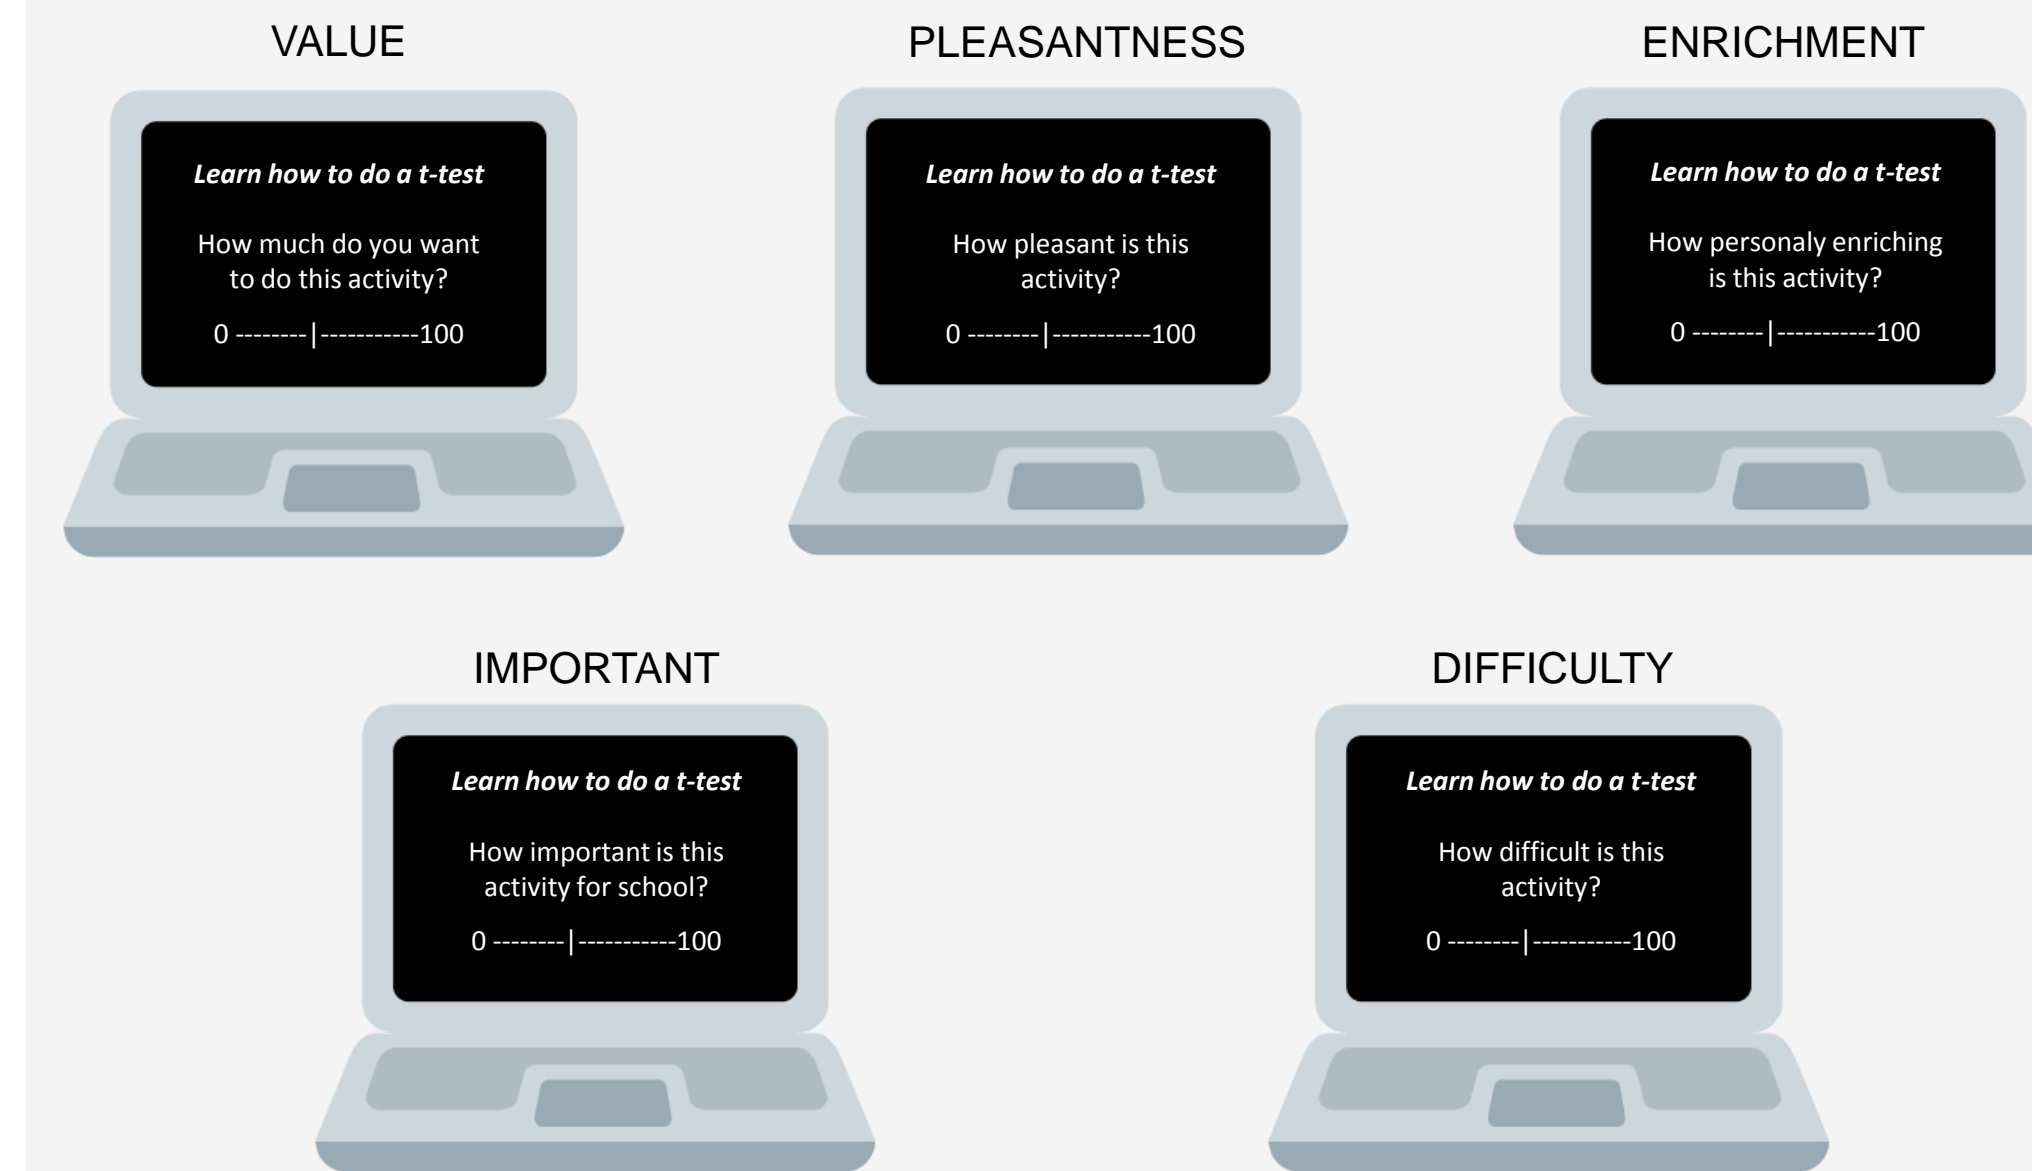 VALUE
Learn how to do a t-test
How much do you want
to do this activity?
0 --------|-----------100
PLEASANTNESS
Learn how to do a t-test
How pleasant is this
activity?
0 --------|-----------100
ENRICHMENT
Learn how to do a t-test
How personaly enriching
is this activity?
0 --------|-----------100
IMPORTANT
Learn how to do a t-test
How important is this
activity for school?
0 --------|-----------100
DIFFICULTY
Learn how to do a t-test
How difficult is this
activity?
0 --------|-----------100